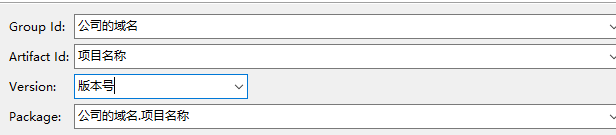 Group Id: 公司的域名
Artifact Id: 项目名称
Version: 版本号
Package: 公司的域名.项目名称